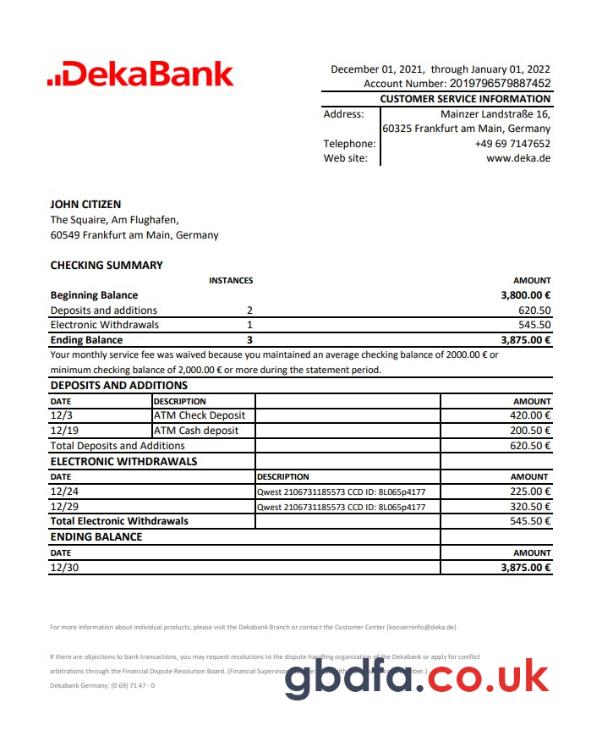 DekaBank
December 01, 2021, through January 01, 2022
Account Number: 2019796579887452
CUSTOMER SERVICE INFORMATION
Address: Mainzer Landstraße 16,
60325 Frankfurt am Main, Germany
Telephone: +49 69 7147652
Web site: www.deka.de
JOHN CITIZEN
The Squaire, Am Flughafen,
60549 Frankfurt am Main, Germany
CHECKING SUMMARY
INSTANCES AMOUNT
Beginning Balance 3,800.00 €
Deposits and additions 2 620.50
Electronic Withdrawals 1 545.50
Ending Balance 3 3,875.00 €
Your monthly service fee was waived because you maintained an average checking balance of 2000.00 € or
minimum checking balance of 2,000.00 € or more during the statement period.
DEPOSITS AND ADDITIONS
DATE DESCRIPTION AMOUNT
12/3 ATM Check Deposit 420.00 €
12/19 ATM Cash deposit 200.50 €
Total Deposits and Additions 620.50 €
ELECTRONIC WITHDRAWALS
DATE DESCRIPTION AMOUNT
12/24 Qwest 2106731185573 CCD ID: 8L065p4177 225.00 €
12/29 Qwest 2106731185573 CCD ID: 8L065p4177 320.50 €
Total Electronic Withdrawals 545.50 €
ENDING BALANCE
DATE AMOUNT
12/30 3,875.00 €
For more information about individual products, please visit the Dekabank Branch or contact the Customer Center (konzerninfo@deka.de)
If there are objections to bank transactions, you may request resolutions to the dispute handling organization of the Dekabank or apply for conflict
arbitrations through the Financial Dispute Resolution Board. (Financial Supervisory
Dekabank Germany: (0 69) 71 47 - 0
gbdfa.co.uk